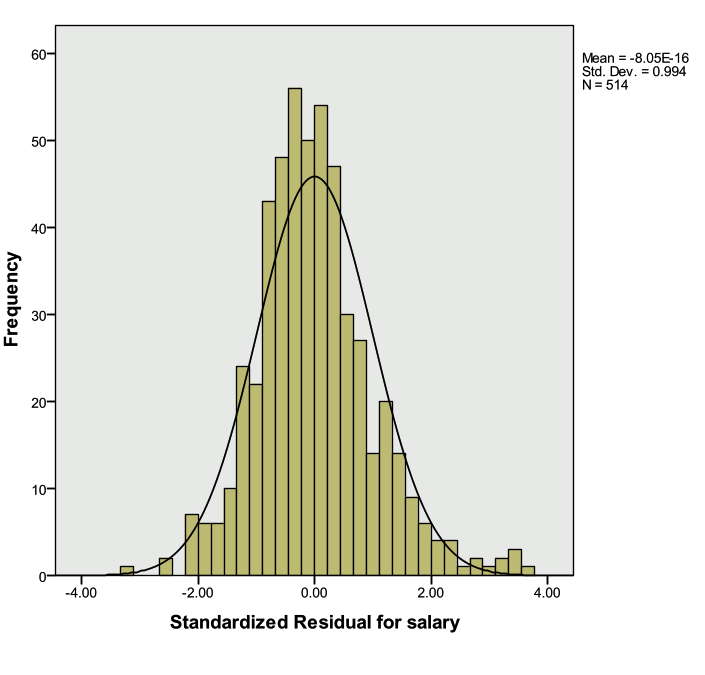 60
50
40
30
20
10
0
Frequency
-4.00 -2.00 0.00 2.00 4.00
Standardized Residual for salary
Mean = -8.05E-16
Std. Dev. = 0.994
N = 514